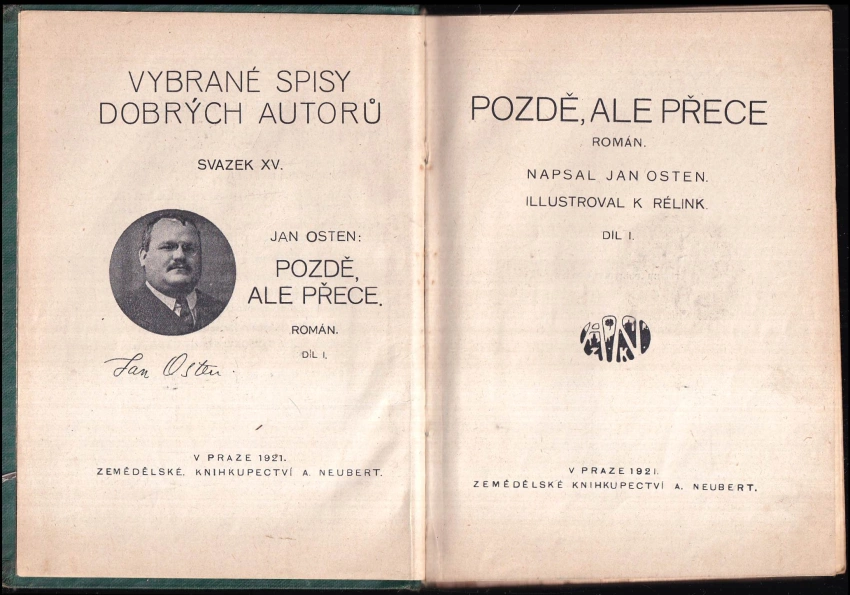 VYBRANÉ SPISY
DOBRÝCH AUTORŮ
SVAZEK XV.
JAN OSTEN:
POZDĚ,
ALE PŘECE.
ROMÁN.
DÍL I.
Jan Osten.
V PRAZE 1921.
ZEMĚDĚLSKÉ. KNIHKUPECTVÍ A. NEUBERT.
POZDĚ, ALE PŘECE
ROMÁN.
NAPSAL JAN OSTEN.
ILLUSTROVAL K RÉLINK.
DÍL I.
V PRAZE 1921.
ZEMĚDĚLSKÉ KNIHKUPECTVÍ A. NEUBERT.